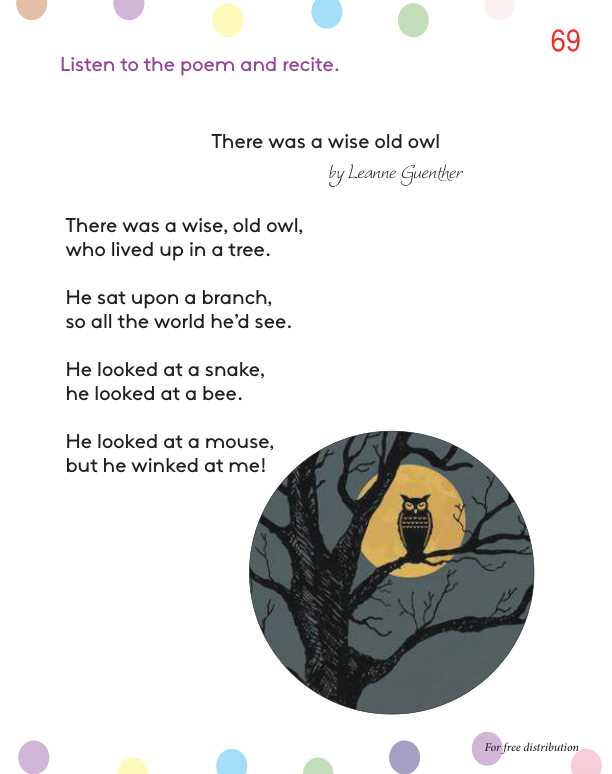 69
Listen to the poem and recite.
There was a wise old owl
by Leanne Guenther
There was a wise, old owl,
who lived up in a tree.
He sat upon a branch,
so all the world he’d see.
He looked at a snake,
he looked at a bee.
He looked at a mouse,
but he winked at me!
For free distribution